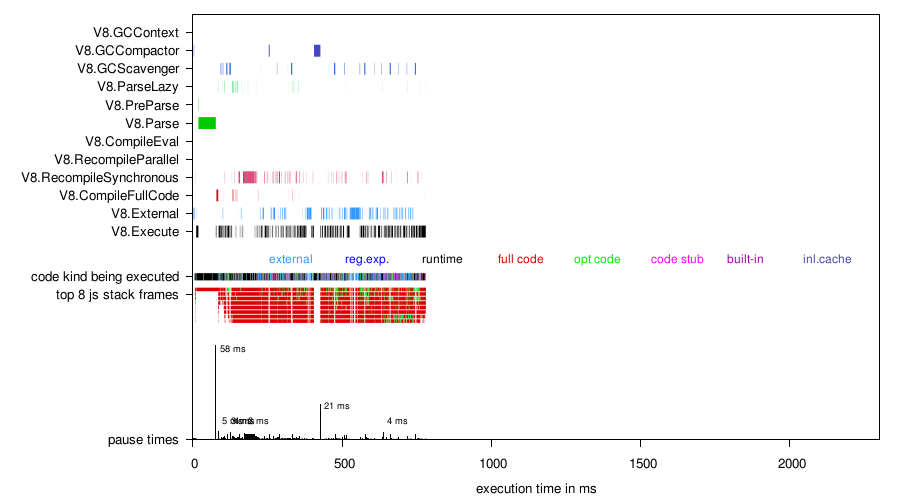 V8.GCContext
V8.GCCompactor
V8.GCScavenger
V8.ParseLazy
V8.PreParse
V8.Parse
V8.CompileEval
V8.RecompileParallel
V8.RecompileSynchronous
V8.CompileFullCode
V8.External
V8.Execute
external reg.exp. runtime full code opt code code stub built-in inl.cache
code kind being executed
top 8 js stack frames
58 ms
21 ms
5 ms 4 ms
pause times
0 500 1000 1500 2000
execution time in ms